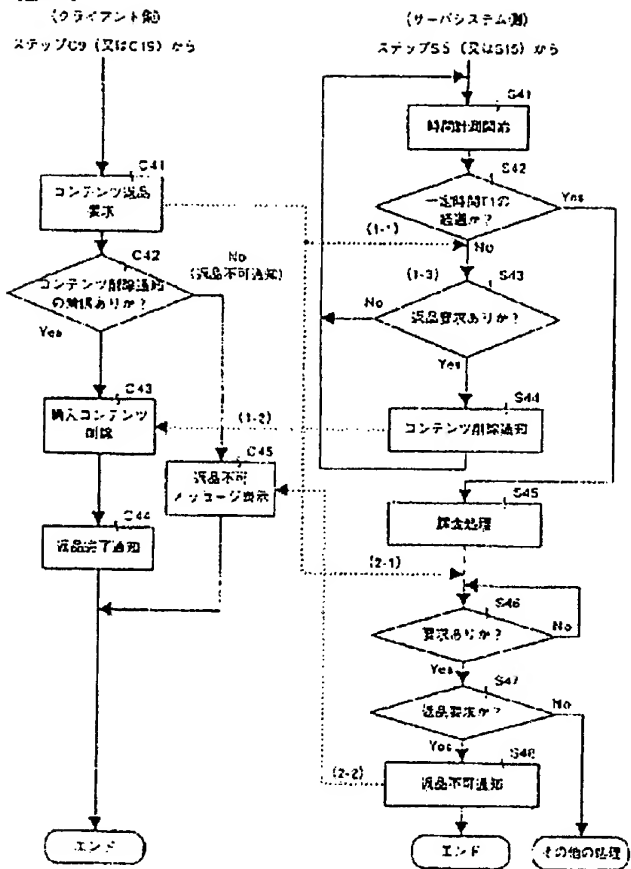 (クライアント側)
ステップC9 (又はC19) から
C41
コンテンツ返品
要求
C42
コンテンツ削除通知
の着信ありか?
No
(返品不可通知)
Yes
C43
購入コンテンツ
削除
(1-2)
C45
返品不可
メッセージ表示
C44
返品完了通知
エンド
(サーバシステム側)
ステップS5 (又はS15) から
S41
時間計測開始
S42
一定時間T1の
経過か?
Yes
(1-1)
No
(1-3)
S43
返品要求ありか?
No
Yes
S44
コンテンツ削除通知
S45
課金処理
(2-1)
S46
要求ありか?
No
Yes
S47
返品要求か?
No
Yes
S48
(2-2)
返品不可通知
エンド
その他の処理